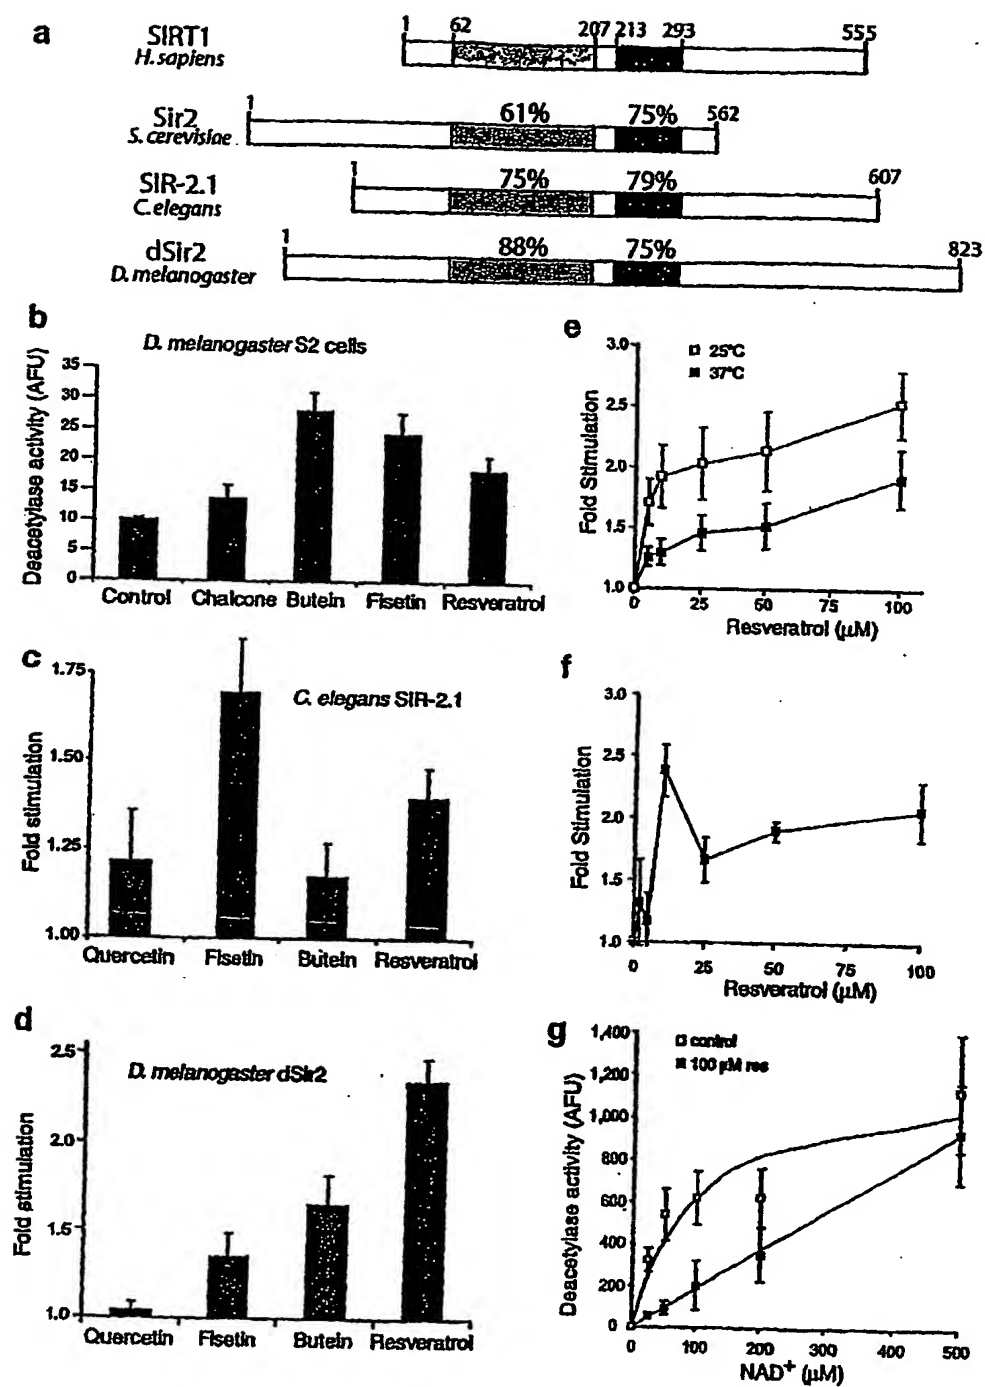 a
SIRT1
H. sapiens
1 62 207 213 293 555
Sir2
S. cerevisiae
1 61% 75% 562
SIR-2.1
C. elegans
1 75% 79% 607
dSir2
D. melanogaster
1 88% 75% 823
b
D. melanogaster S2 cells
Deacetylase activity (AFU)
35
30
25
20
15
10
5
0
Control Chalcone Butein Fisetin Resveratrol
e
25°C
37°C
Fold Stimulation
3.0
2.5
2.0
1.5
1.0
0 25 50 75 100
Resveratrol (µM)
c
C. elegans SIR-2.1
Fold stimulation
1.75
1.50
1.25
1.00
Quercetin Fisetin Butein Resveratrol
f
Fold Stimulation
3.0
2.5
2.0
1.5
1.0
0 25 50 75 100
Resveratrol (µM)
d
D. melanogaster dSir2
Fold stimulation
2.5
2.0
1.5
1.0
Quercetin Fisetin Butein Resveratrol
g
control
100 µM res
Deacetylase activity (AFU)
1,400
1,200
1,000
800
600
400
200
0
0 100 200 300 400 500
NAD+ (µM)